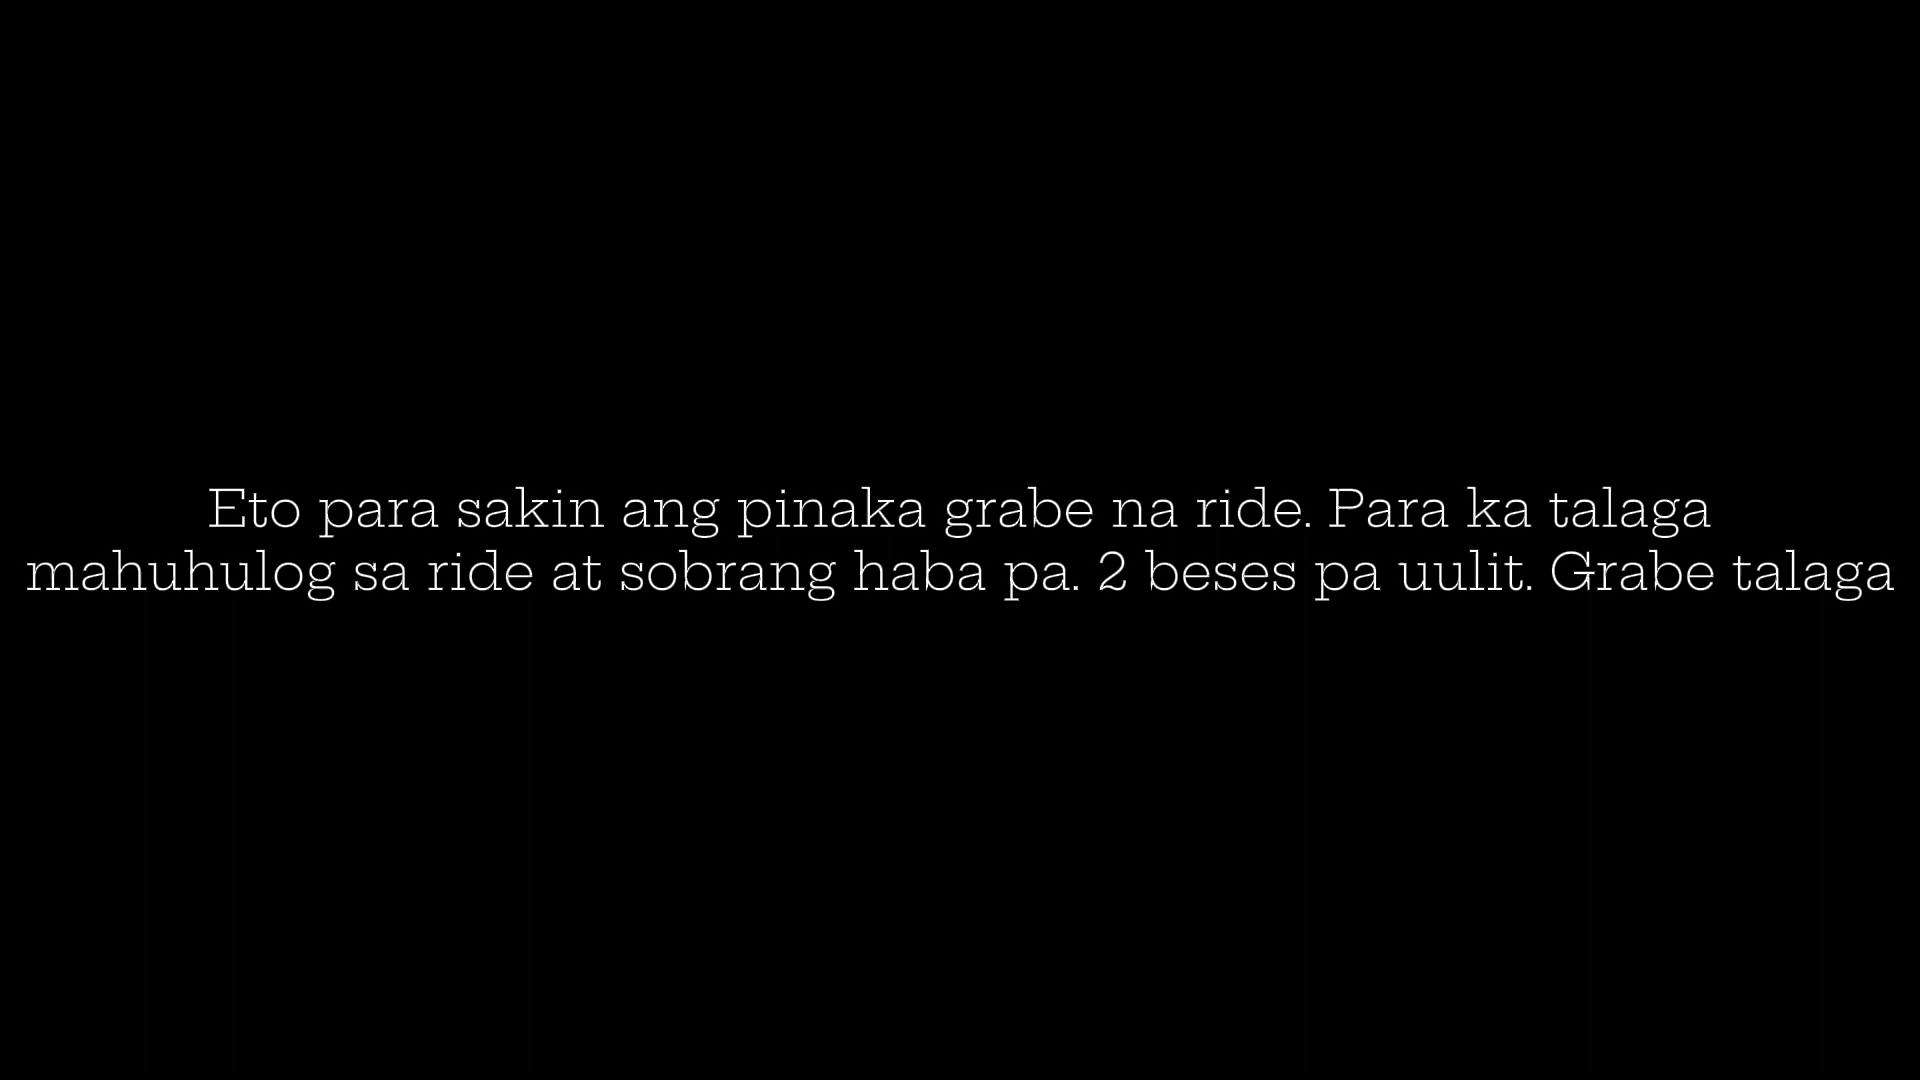 Eto para sakin ang pinaka grabe na ride. Para ka talaga
mahuhulog sa ride at sobrang haba pa. 2 beses pa uulit. Grabe talaga